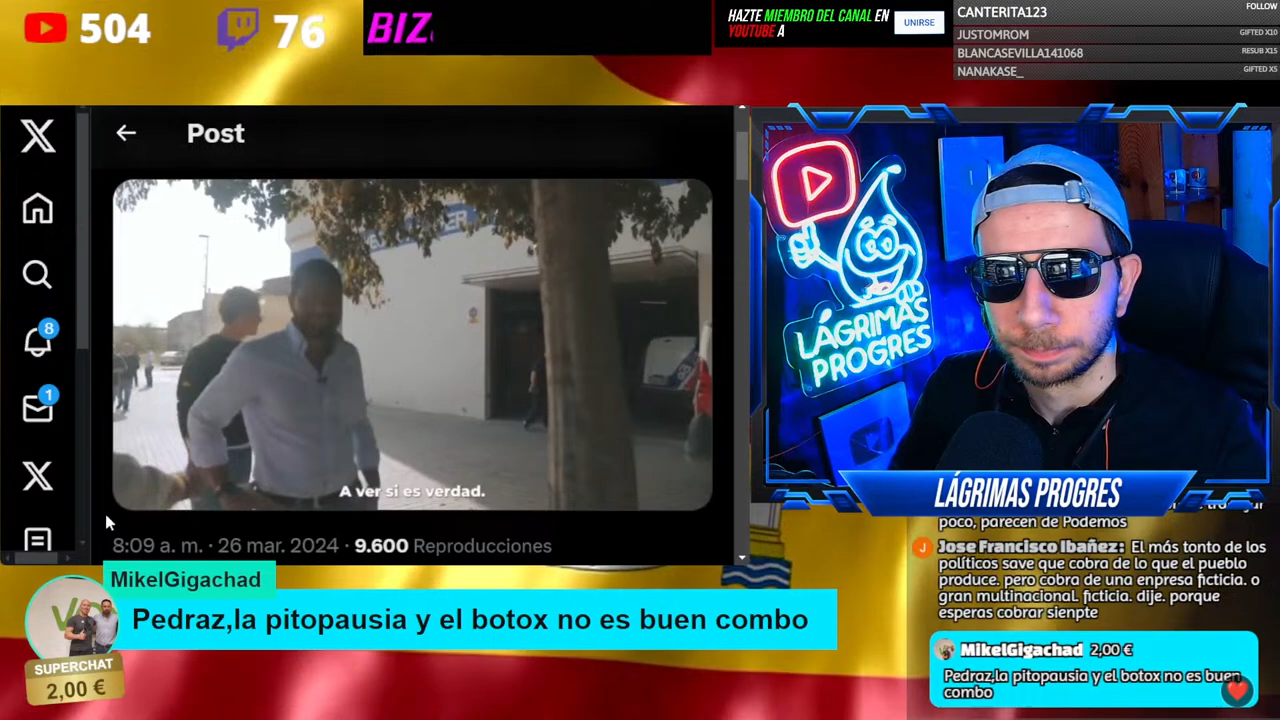 504
76
BIZ
HAZTE MIEMBRO DEL CANAL EN
YOUTUBE A
UNIRSE
CANTERITA123
FOLLOW
JUSTOMROM
GIFTED X10
BLANCASEVILLA141068
RESUB X15
NANAKASE_
GIFTED X5
Post
8
1
A ver si es verdad.
8:09 a. m. · 26 mar. 2024 · 9.600 Reproducciones
LÁGRIMAS
PROGRES
LÁGRIMAS PROGRES
poco, parecen de Podemos
J
Jose Francisco Ibañez: El más tonto de los
políticos save que cobra de lo que el pueblo
produce. pero cobra de una enpresa ficticia. o
gran multinacional. ficticia. dije. porque
esperas cobrar sienpte
MikelGigachad 2,00 €
Pedraz,la pitopausia y el botox no es buen
combo
MikelGigachad
Pedraz,la pitopausia y el botox no es buen combo
SUPERCHAT
2,00 €